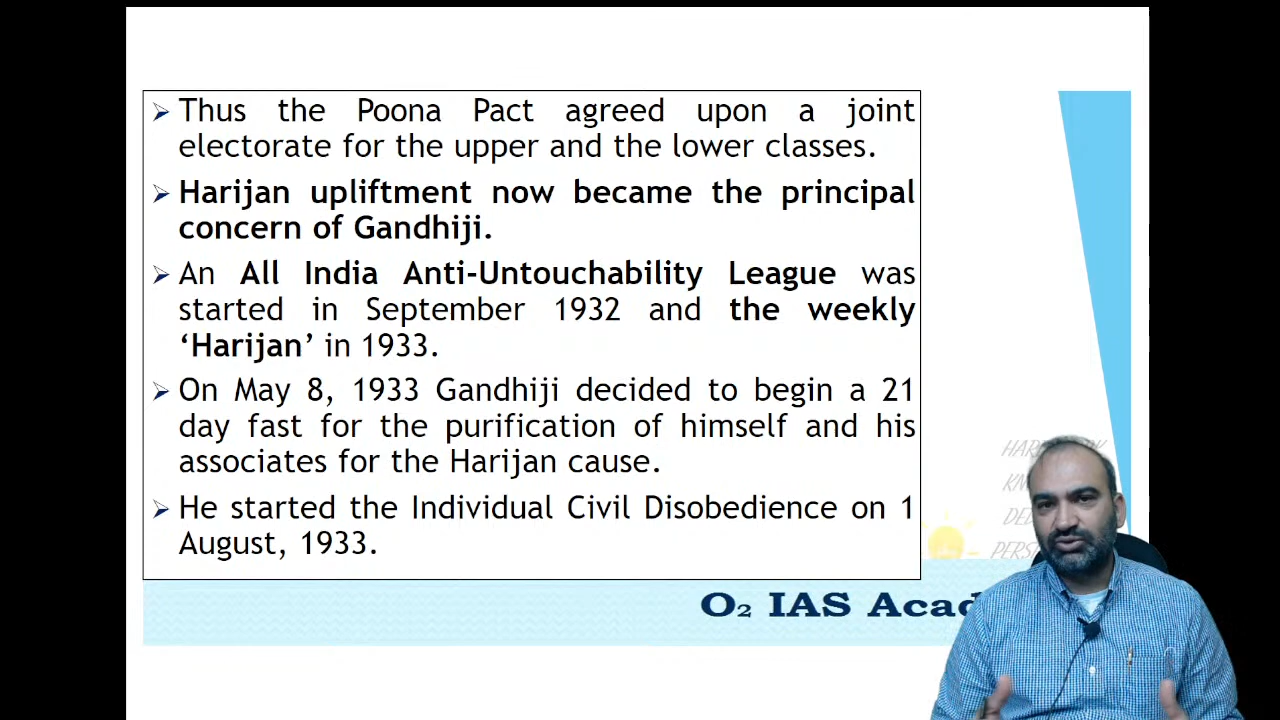 Thus the Poona Pact agreed upon a joint
electorate for the upper and the lower classes.
Harijan upliftment now became the principal
concern of Gandhiji.
An All India Anti-Untouchability League was
started in September 1932 and the weekly
‘Harijan’ in 1933.
On May 8, 1933 Gandhiji decided to begin a 21
day fast for the purification of himself and his
associates for the Harijan cause.
He started the Individual Civil Disobedience on 1
August, 1933.
O₂ IAS